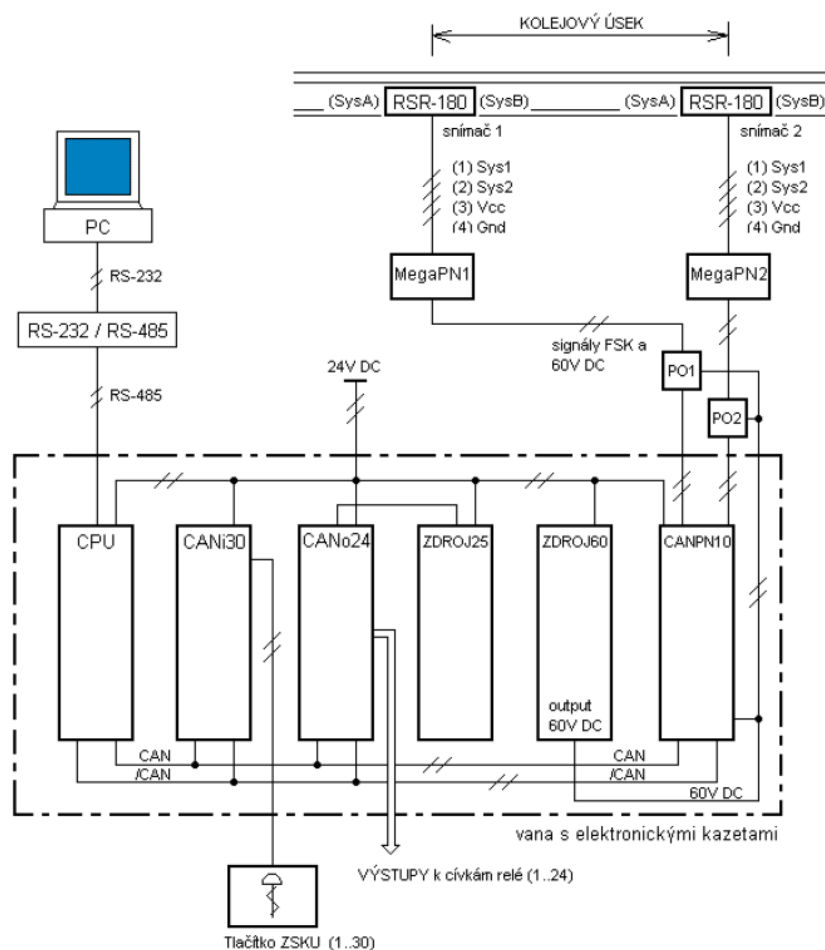 KOLEJOVÝ ÚSEK
(SysA) RSR-180 (SysB) (SysA) RSR-180 (SysB)
snímač 1
snímač 2
(1) Sys1
(2) Sys2
(3) Vcc
(4) Gnd
(1) Sys1
(2) Sys2
(3) Vcc
(4) Gnd
PC
RS-232
MegaPN1
MegaPN2
RS-232 / RS-485
signály FSK a
60V DC
24V DC
PO1
RS-485
PO2
CPU
CANi30
CANo24
ZDROJ25
ZDROJ60
CANPN10
output
60V DC
CAN
/CAN
CAN
/CAN
60V DC
vana s elektronickými kazetami
VÝSTUPY k cívkám relé (1..24)
Tlačítko ZSKU (1..30)